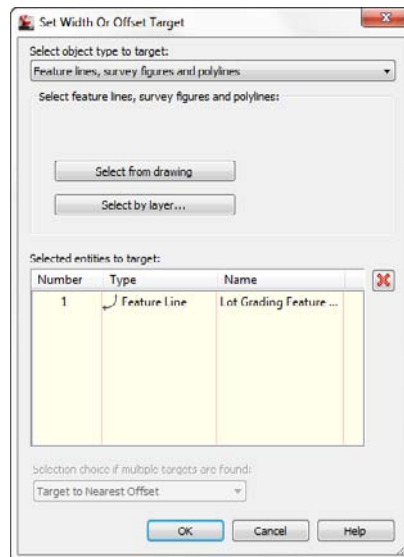 Set Width Or Offset Target
Select object type to target:
Feature lines, survey figures and polylines
Select feature lines, survey figures and polylines:
Select from drawing
Select by layer...
Selected entities to target:
Number Type Name
1 Feature Line Lot Grading Feature ...
Selection choice if multiple targets are found:
Target to Nearest Offset
OK Cancel Help